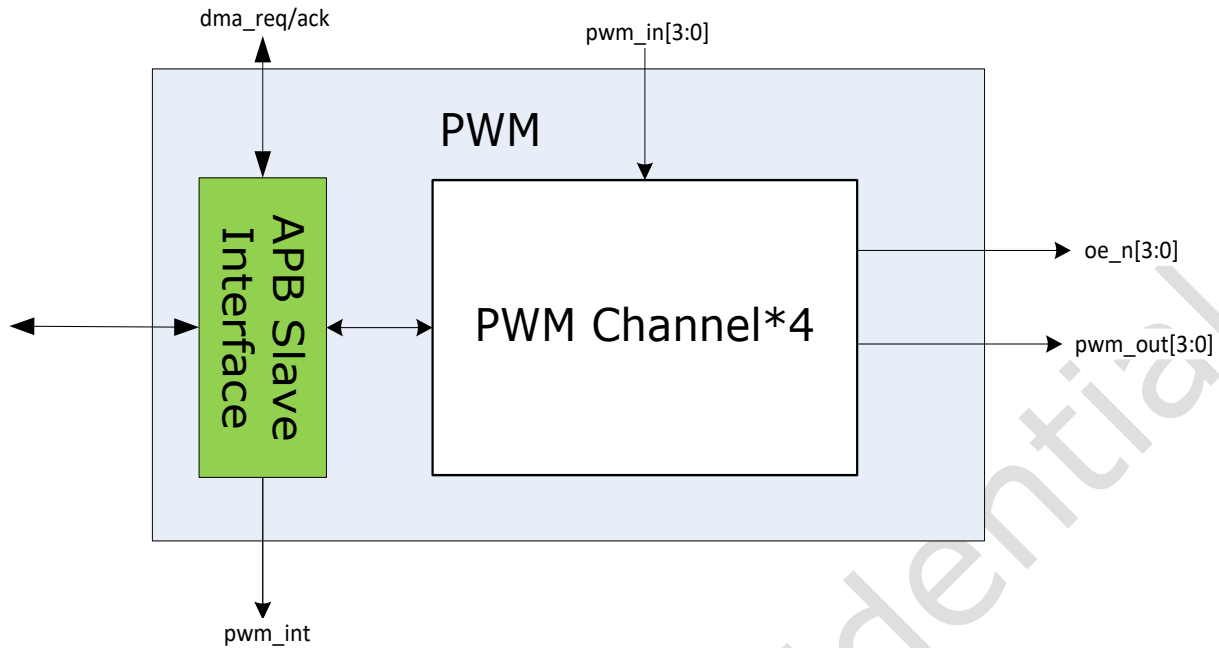 dma_req/ack
pwm_in[3:0]
PWM
APB Slave
Interface
PWM Channel*4
oe_n[3:0]
pwm_out[3:0]
pwm_int
dential